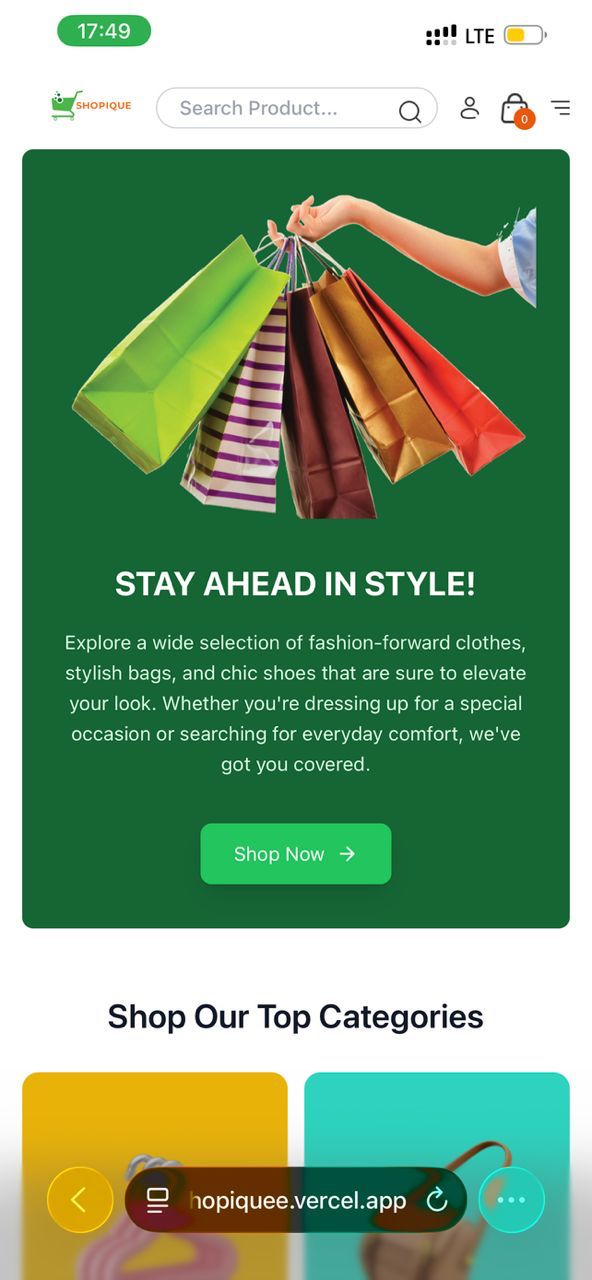 17:49
LTE
SHOPIQUE
Search Product...
0
STAY AHEAD IN STYLE!
Explore a wide selection of fashion-forward clothes,
stylish bags, and chic shoes that are sure to elevate
your look. Whether you're dressing up for a special
occasion or searching for everyday comfort, we've
got you covered.
Shop Now
Shop Our Top Categories
hopiquee.vercel.app